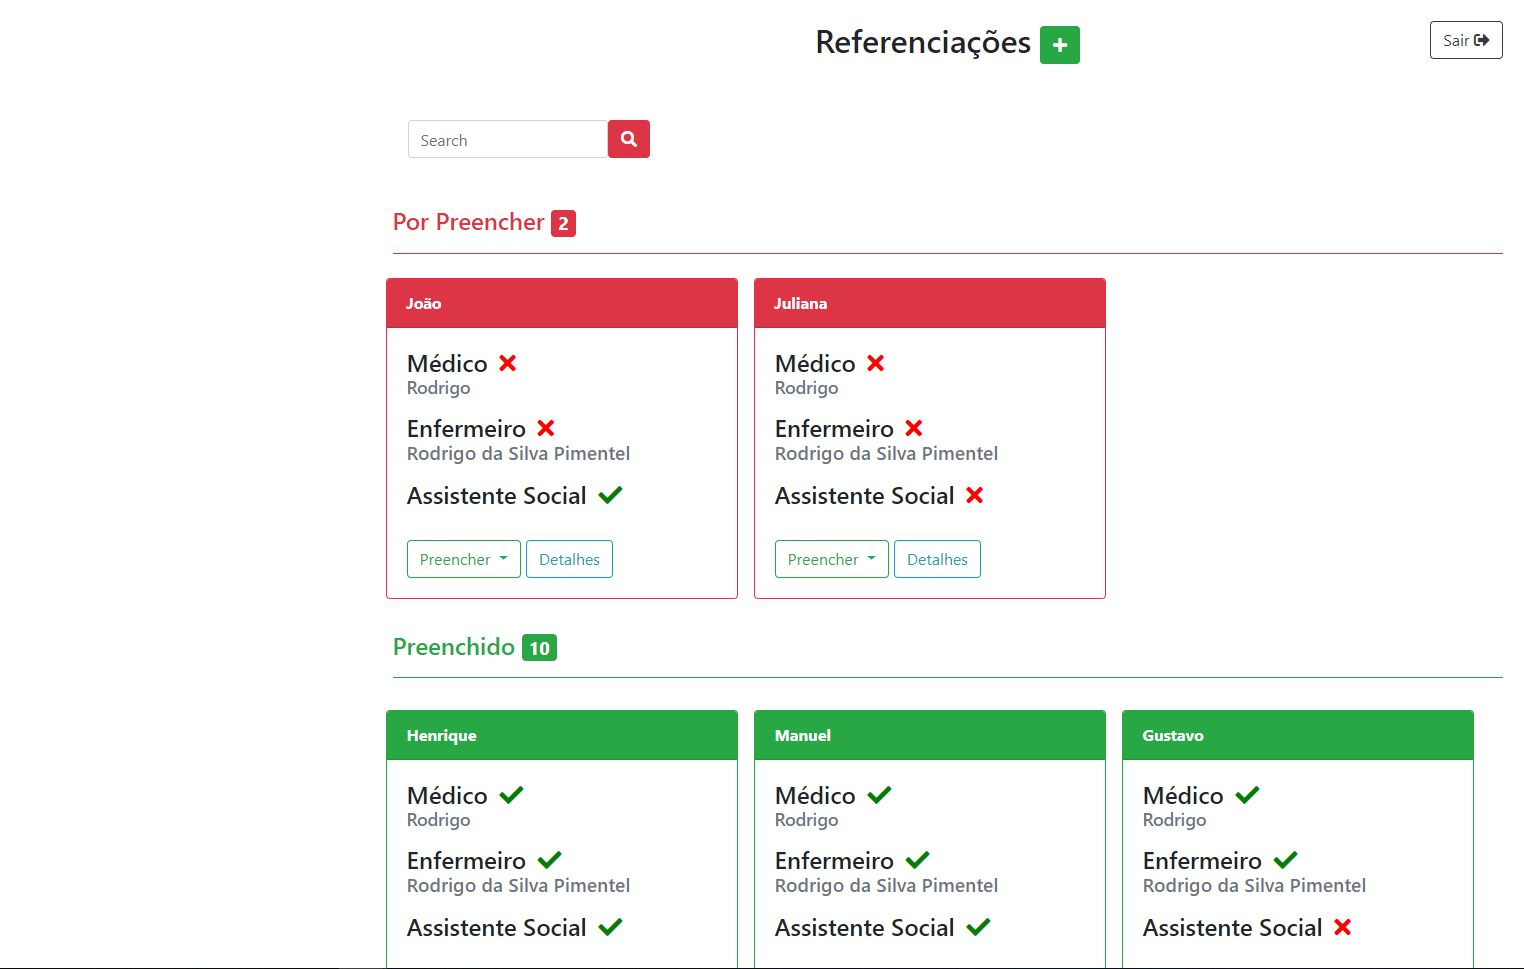 Referenciações
Sair
Search
Por Preencher 2
João
Médico
Rodrigo
Enfermeiro
Rodrigo da Silva Pimentel
Assistente Social
Preencher Detalhes
Juliana
Médico
Rodrigo
Enfermeiro
Rodrigo da Silva Pimentel
Assistente Social
Preencher Detalhes
Preenchido 10
Henrique
Médico
Rodrigo
Enfermeiro
Rodrigo da Silva Pimentel
Assistente Social
Manuel
Médico
Rodrigo
Enfermeiro
Rodrigo da Silva Pimentel
Assistente Social
Gustavo
Médico
Rodrigo
Enfermeiro
Rodrigo da Silva Pimentel
Assistente Social